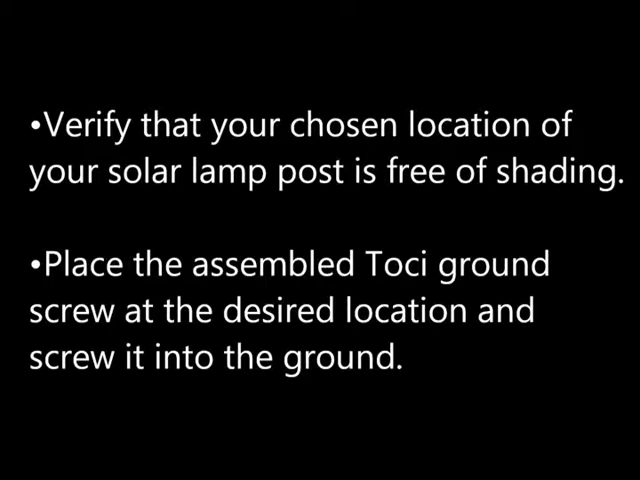 •Verify that your chosen location of
your solar lamp post is free of shading.
•Place the assembled Toci ground
screw at the desired location and
screw it into the ground.